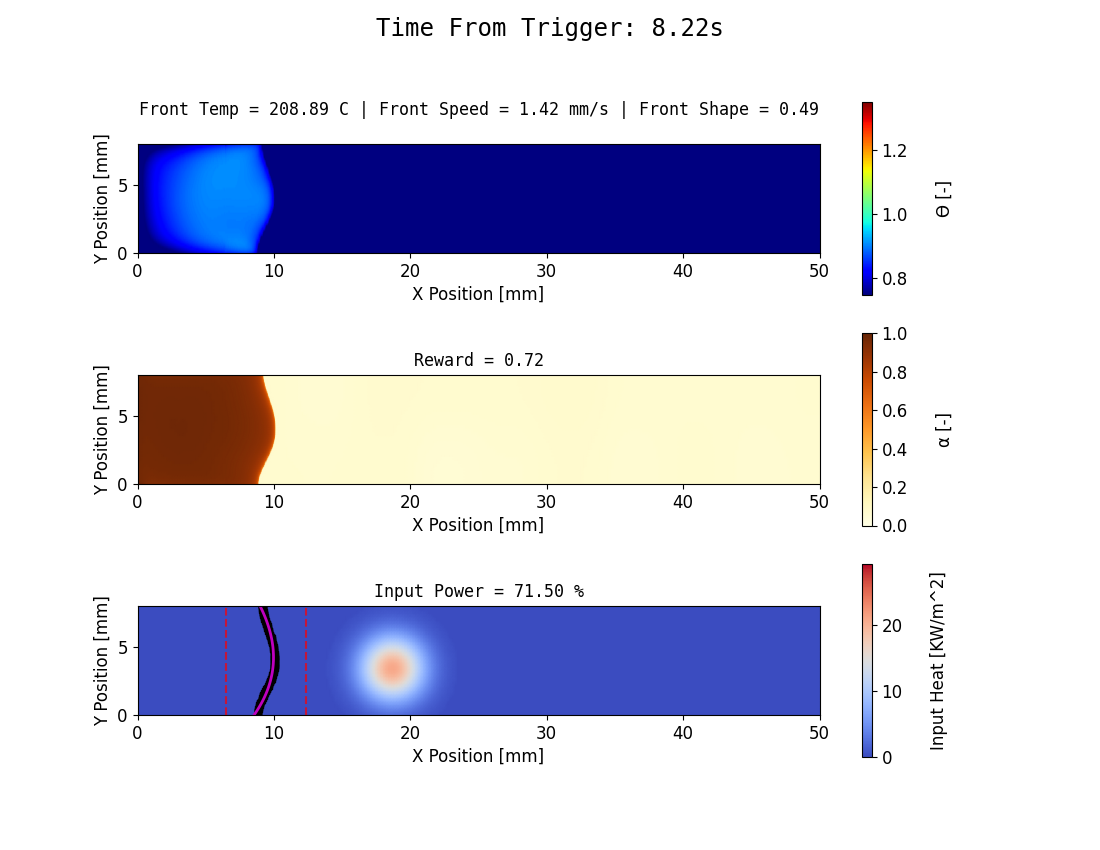 Time From Trigger: 8.22s
Front Temp = 208.89 C | Front Speed = 1.42 mm/s | Front Shape = 0.49
Y Position [mm]
5
0
0
10
20
30
40
50
X Position [mm]
1.2
1.0
0.8
Θ [-]
Reward = 0.72
Y Position [mm]
5
0
0
10
20
30
40
50
X Position [mm]
1.0
0.8
0.6
0.4
0.2
0.0
α [-]
Input Power = 71.50 %
Y Position [mm]
5
0
0
10
20
30
40
50
X Position [mm]
20
10
0
Input Heat [KW/m^2]